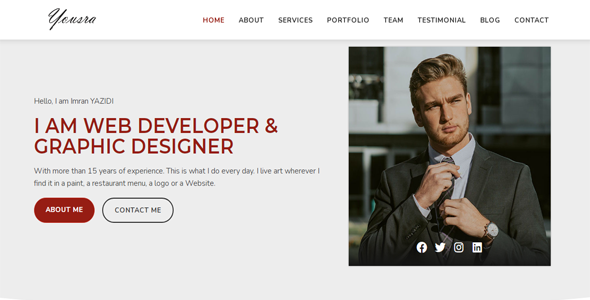 Yousra
HOME ABOUT SERVICES PORTFOLIO TEAM TESTIMONIAL BLOG CONTACT
Hello, I am Imran YAZIDI
I AM WEB DEVELOPER &
GRAPHIC DESIGNER
With more than 15 years of experience. This is what I do every day. I live art wherever I
find it in a paint, a restaurant menu, a logo or a Website.
ABOUT ME CONTACT ME